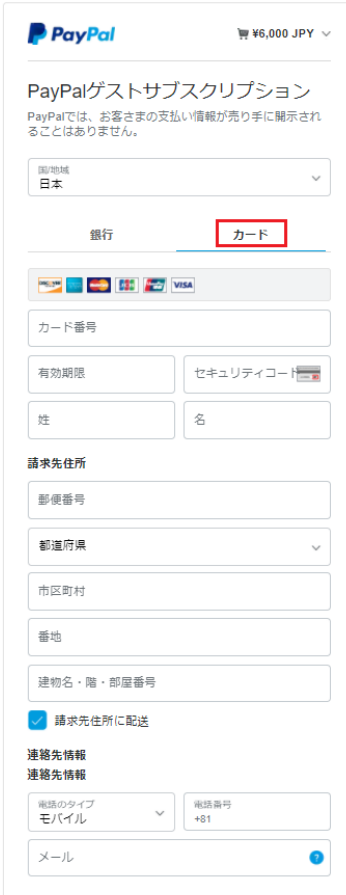 PayPal
¥6,000 JPY
PayPalゲストサブスクリプション
PayPalでは、お客さまの支払い情報が売り手に開示され
ることはありません。
国/地域
日本
銀行 カード
DISCOVER JCB VISA
カード番号
有効期限 セキュリティコード
姓 名
請求先住所
郵便番号
都道府県
市区町村
番地
建物名・階・部屋番号
請求先住所に配送
連絡先情報
連絡先情報
電話のタイプ 電話番号
モバイル +81
メール ?